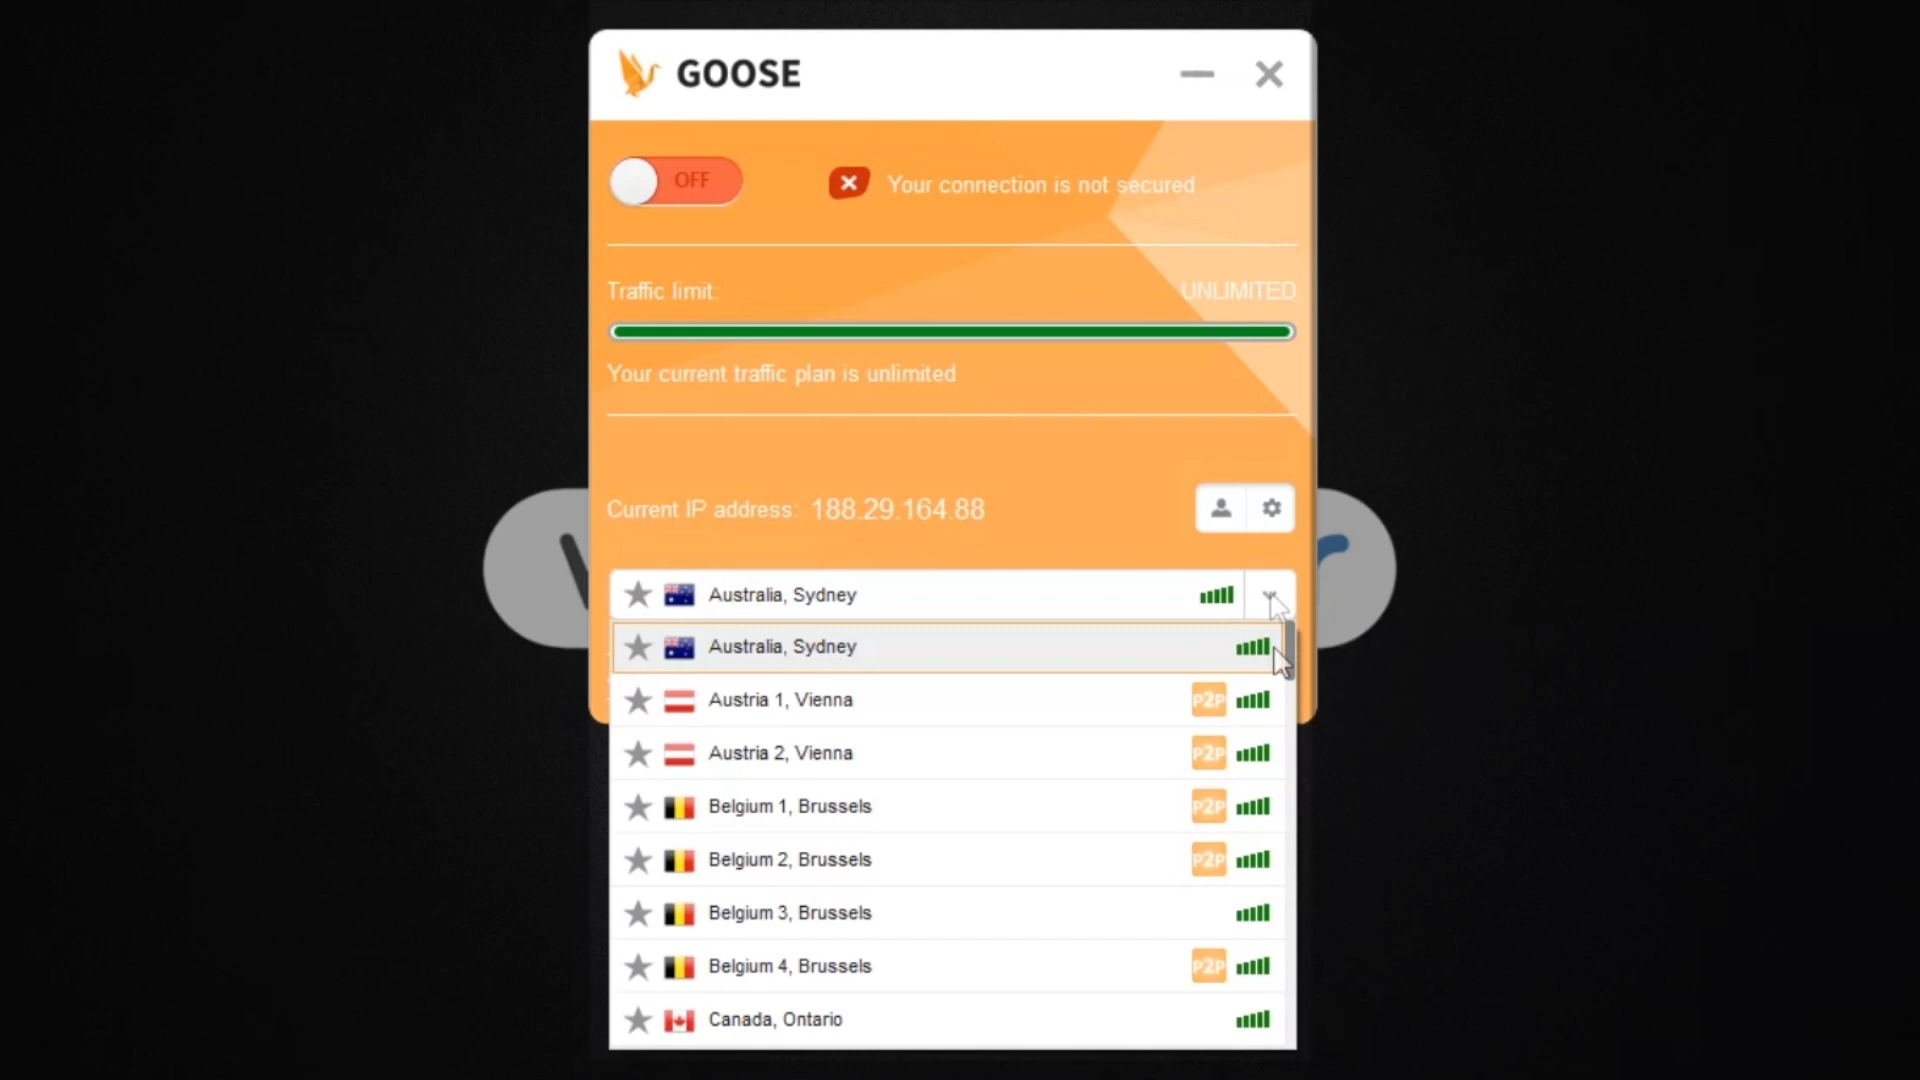 GOOSE
OFF
Your connection is not secured
Traffic limit:
UNLIMITED
Your current traffic plan is unlimited
Current IP address: 188.29.164.88
Australia, Sydney
Australia, Sydney
Austria 1, Vienna
P2P
Austria 2, Vienna
P2P
Belgium 1, Brussels
P2P
Belgium 2, Brussels
P2P
Belgium 3, Brussels
Belgium 4, Brussels
P2P
Canada, Ontario